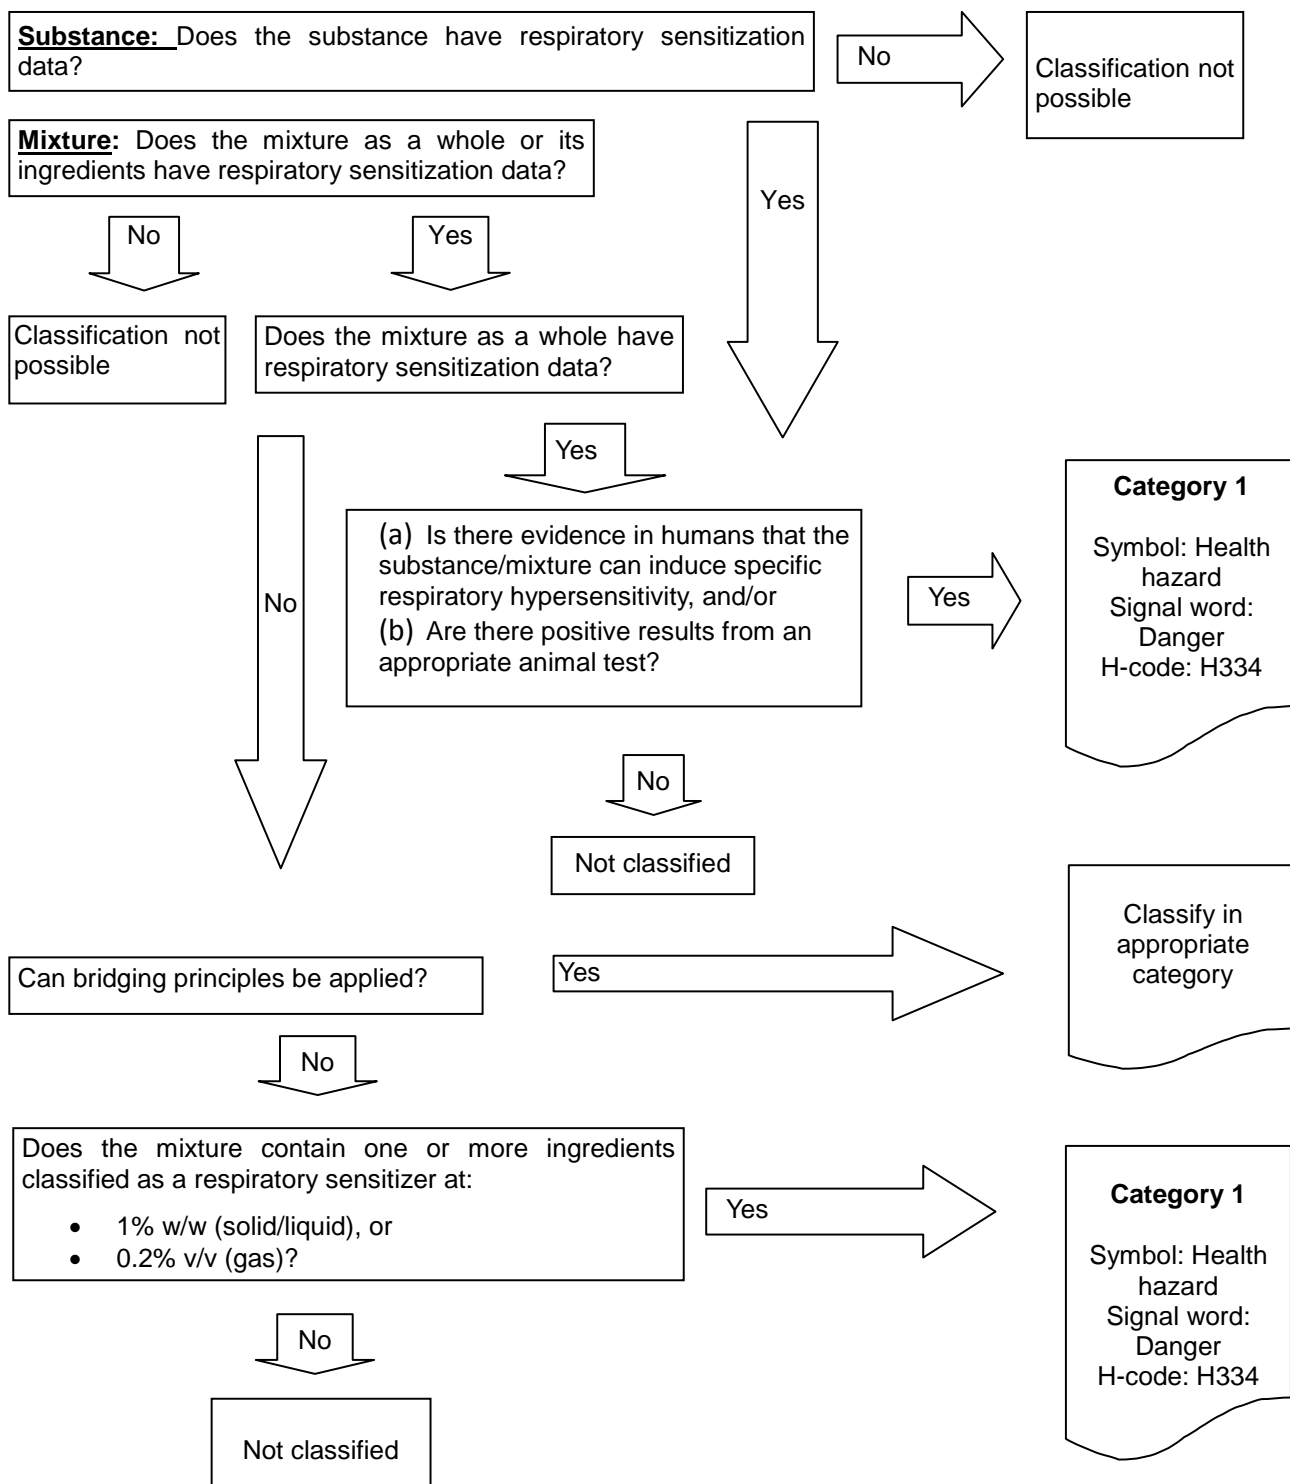 Substance: Does the substance have respiratory sensitization
data?
No
Classification not
possible
Mixture: Does the mixture as a whole or its
ingredients have respiratory sensitization data?
Yes
No
Yes
Classification not
possible
Does the mixture as a whole have
respiratory sensitization data?
Yes
No
(a) Is there evidence in humans that the
substance/mixture can induce specific
respiratory hypersensitivity, and/or
(b) Are there positive results from an
appropriate animal test?
Yes
Category 1
Symbol: Health
hazard
Signal word:
Danger
H-code: H334
No
Not classified
Can bridging principles be applied?
Yes
Classify in
appropriate
category
No
Does the mixture contain one or more ingredients
classified as a respiratory sensitizer at:
• 1% w/w (solid/liquid), or
• 0.2% v/v (gas)?
Yes
Category 1
Symbol: Health
hazard
Signal word:
Danger
H-code: H334
No
Not classified